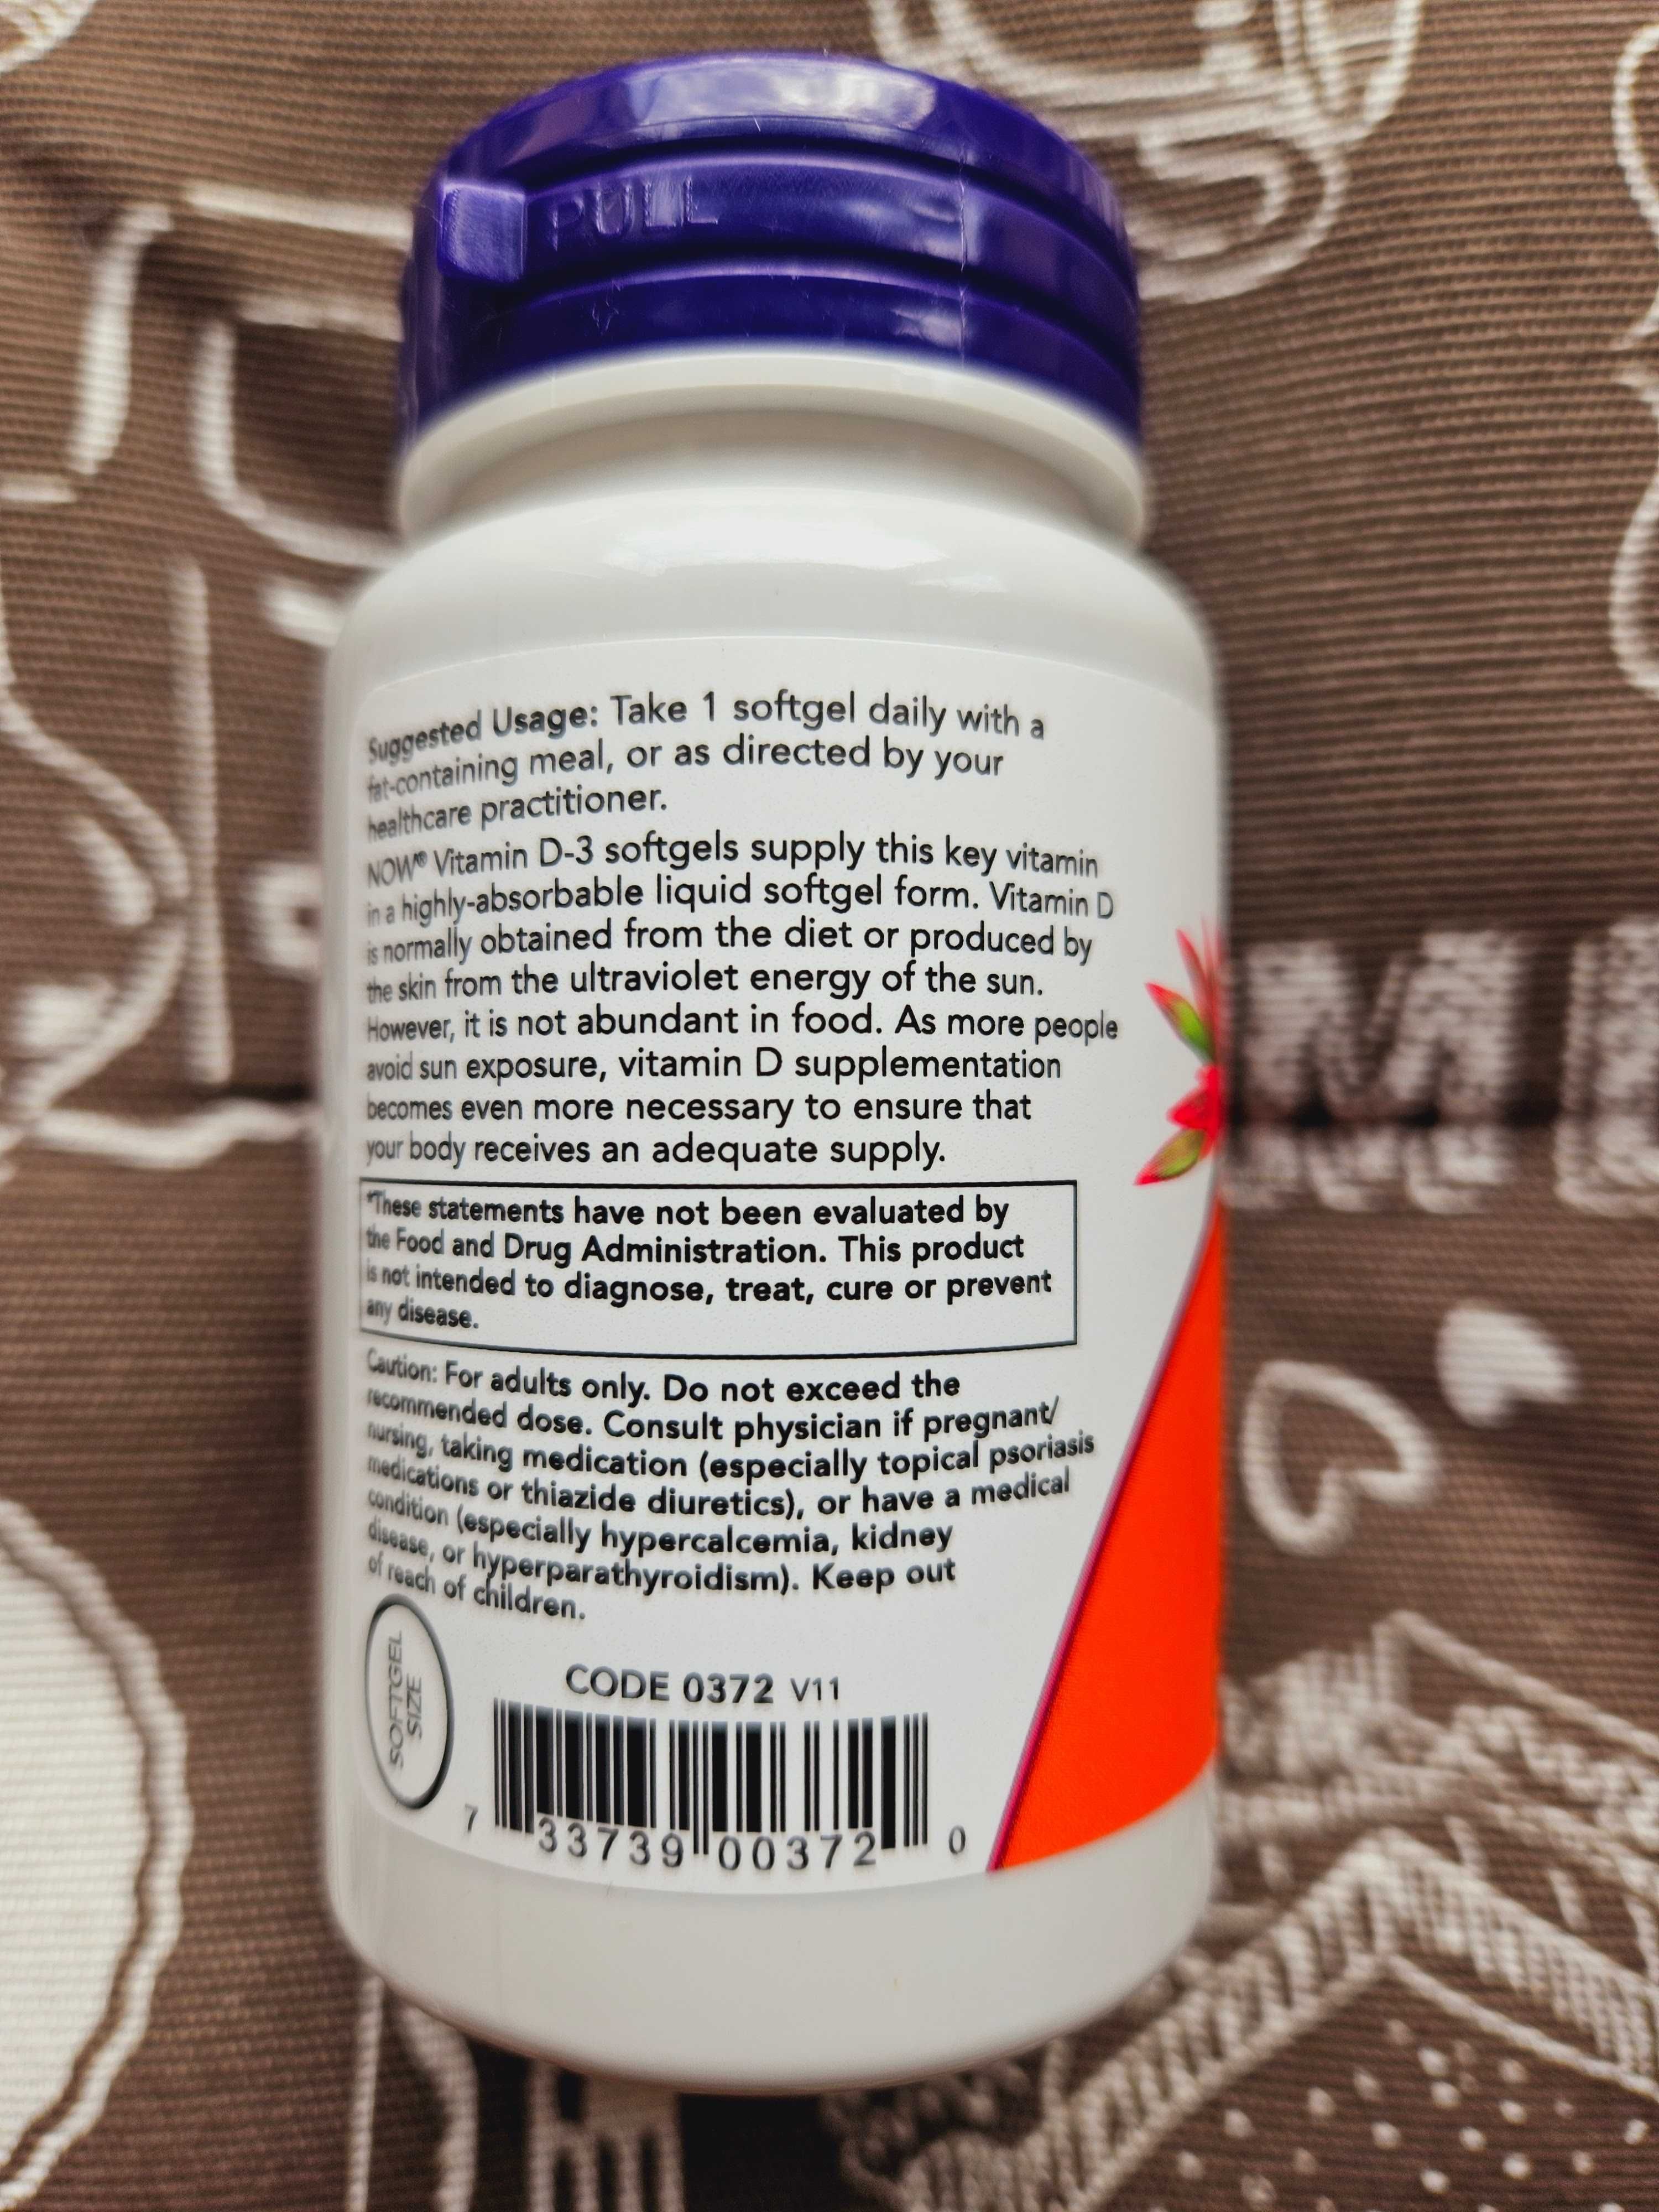 PULL
Suggested Usage: Take 1 softgel daily with a
fat-containing meal, or as directed by your
healthcare practitioner.
NOW® Vitamin D-3 softgels supply this key vitamin
in a highly-absorbable liquid softgel form. Vitamin D
is normally obtained from the diet or produced by
the skin from the ultraviolet energy of the sun.
However, it is not abundant in food. As more people
avoid sun exposure, vitamin D supplementation
becomes even more necessary to ensure that
your body receives an adequate supply.
*These statements have not been evaluated by
the Food and Drug Administration. This product
is not intended to diagnose, treat, cure or prevent
any disease.
Caution: For adults only. Do not exceed the
recommended dose. Consult physician if pregnant/
nursing, taking medication (especially topical psoriasis
medications or thiazide diuretics), or have a medical
condition (especially hypercalcemia, kidney
disease, or hyperparathyroidism). Keep out
of reach of children.
SOFTGEL
SIZE
CODE 0372 V11
7 33739 00372 0